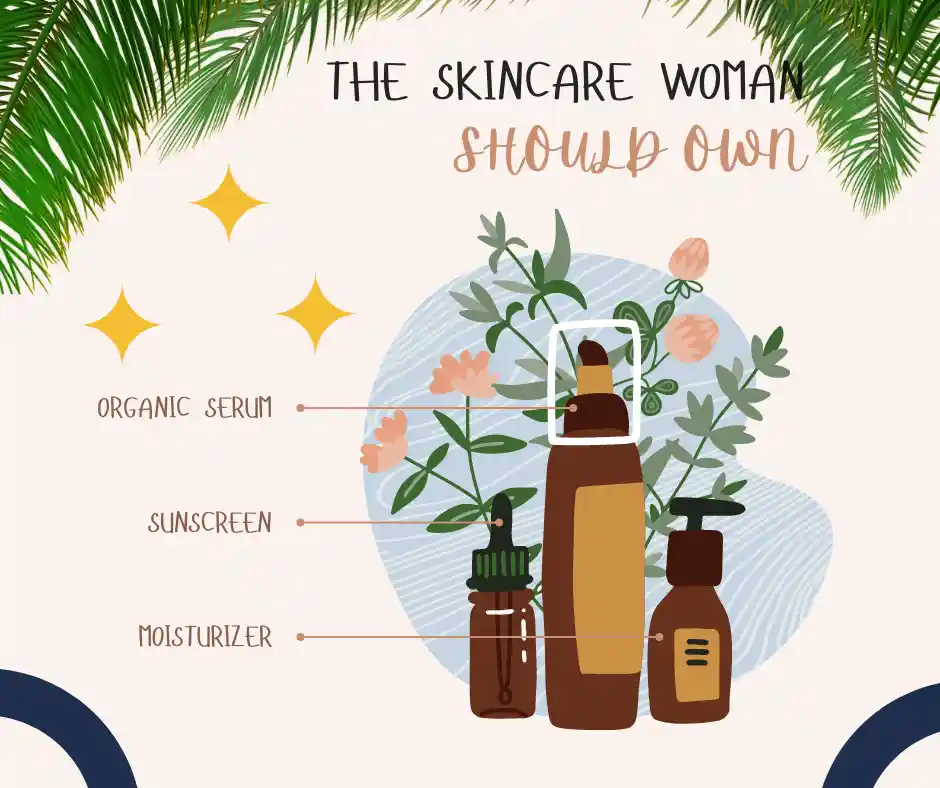 THE SKINCARE WOMAN
SHOULD OWN
ORGANIC SERUM
SUNSCREEN
MOISTURIZER